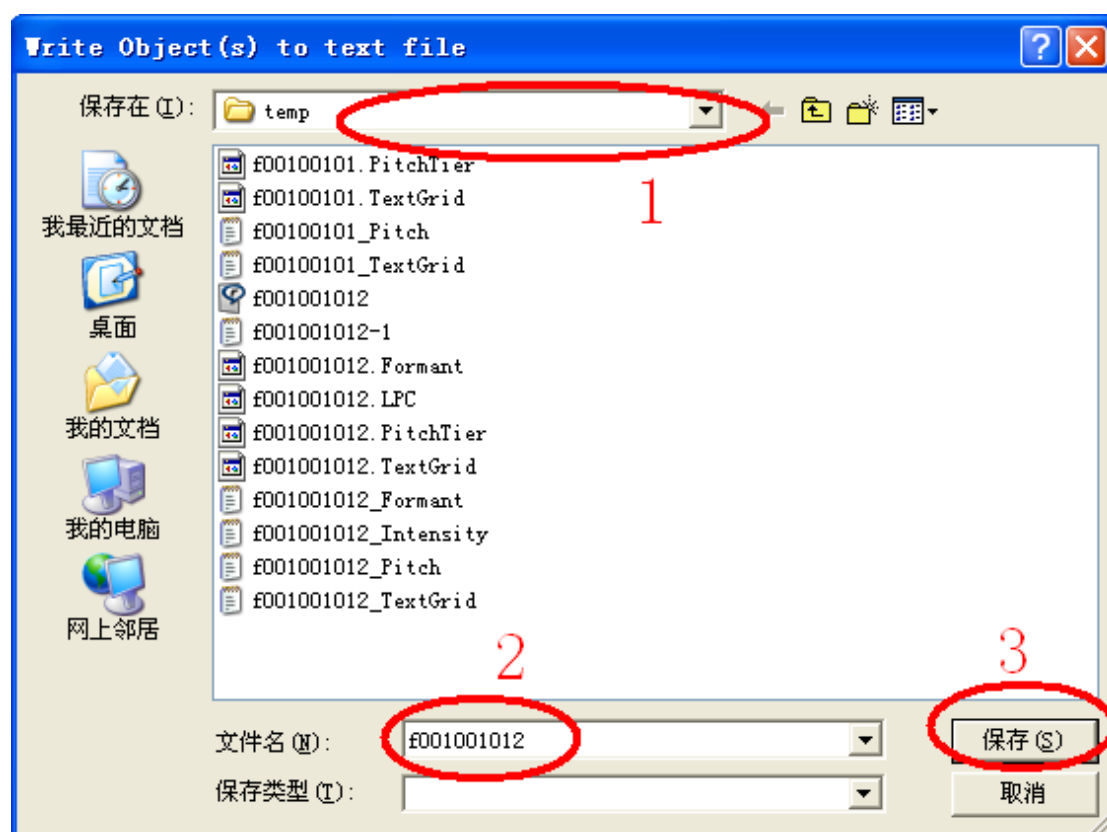 Write Object(s) to text file
保存在(I):
temp
1
我最近的文档
桌面
我的文档
我的电脑
网上邻居
f00100101.PitchTier
f00100101.TextGrid
f00100101_Pitch
f00100101_TextGrid
f001001012
f001001012-1
f001001012.Formant
f001001012.LPC
f001001012.PitchTier
f001001012.TextGrid
f001001012_Formant
f001001012_Intensity
f001001012_Pitch
f001001012_TextGrid
2
3
文件名(N):
f001001012
保存(S)
保存类型(T):
取消